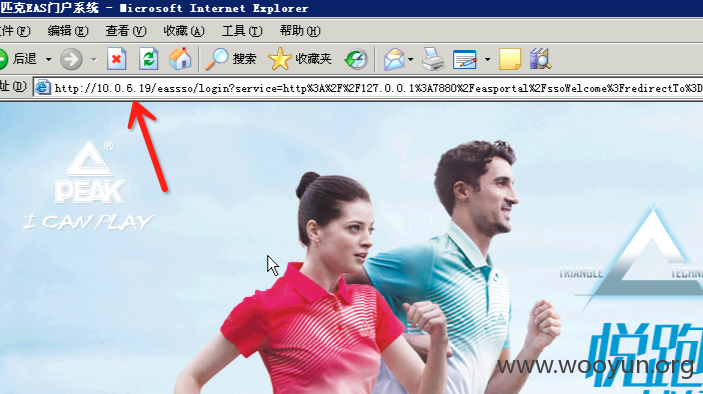 匹克EAS门户系统 - Microsoft Internet Explorer
件(F) 编辑(E) 查看(V) 收藏(A) 工具(T) 帮助(H)
后退 搜索 收藏夹
址(D) http://10.0.6.19/eassso/login?service=http%3A%2F%2F127.0.0.1%3A7880%2Feasportal%2FssoWelcome%3FredirectTo%3D
®
PEAK
I CAN PLAY
TRIANGLE TECHN
悦跑
www.wooyun.org